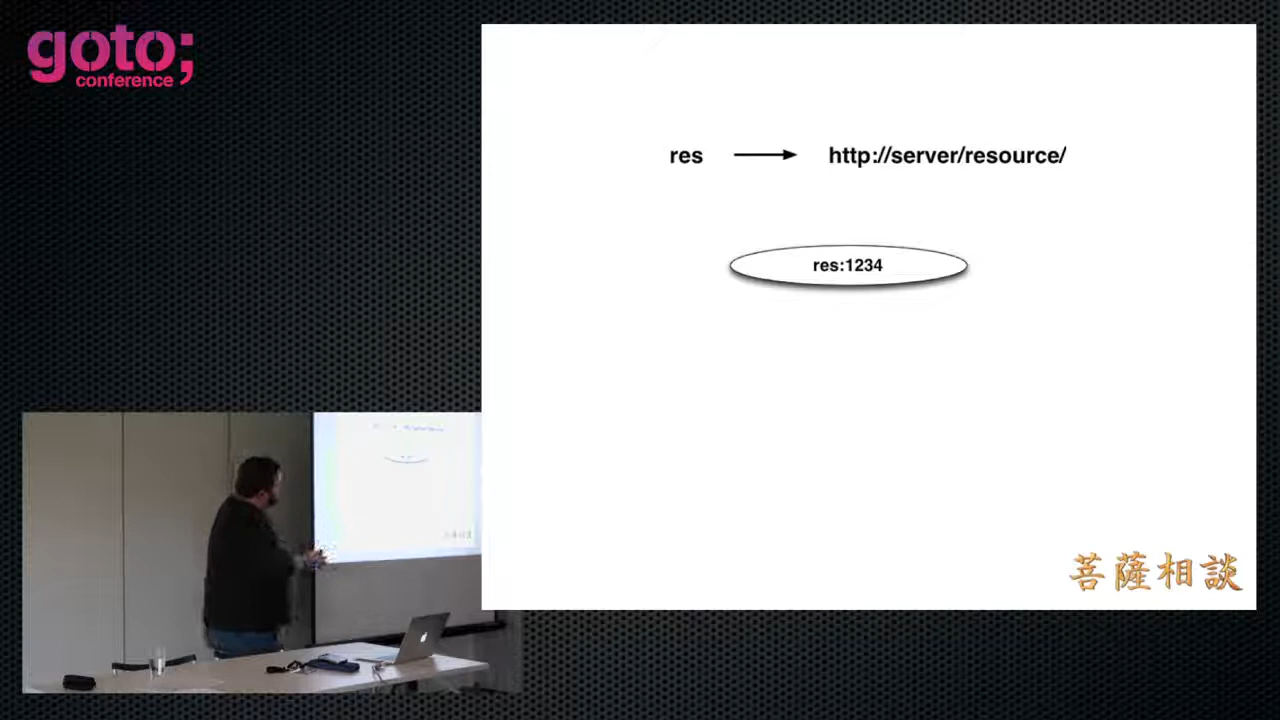 goto;
conference
res http://server/resource/
res:1234
菩薩相談